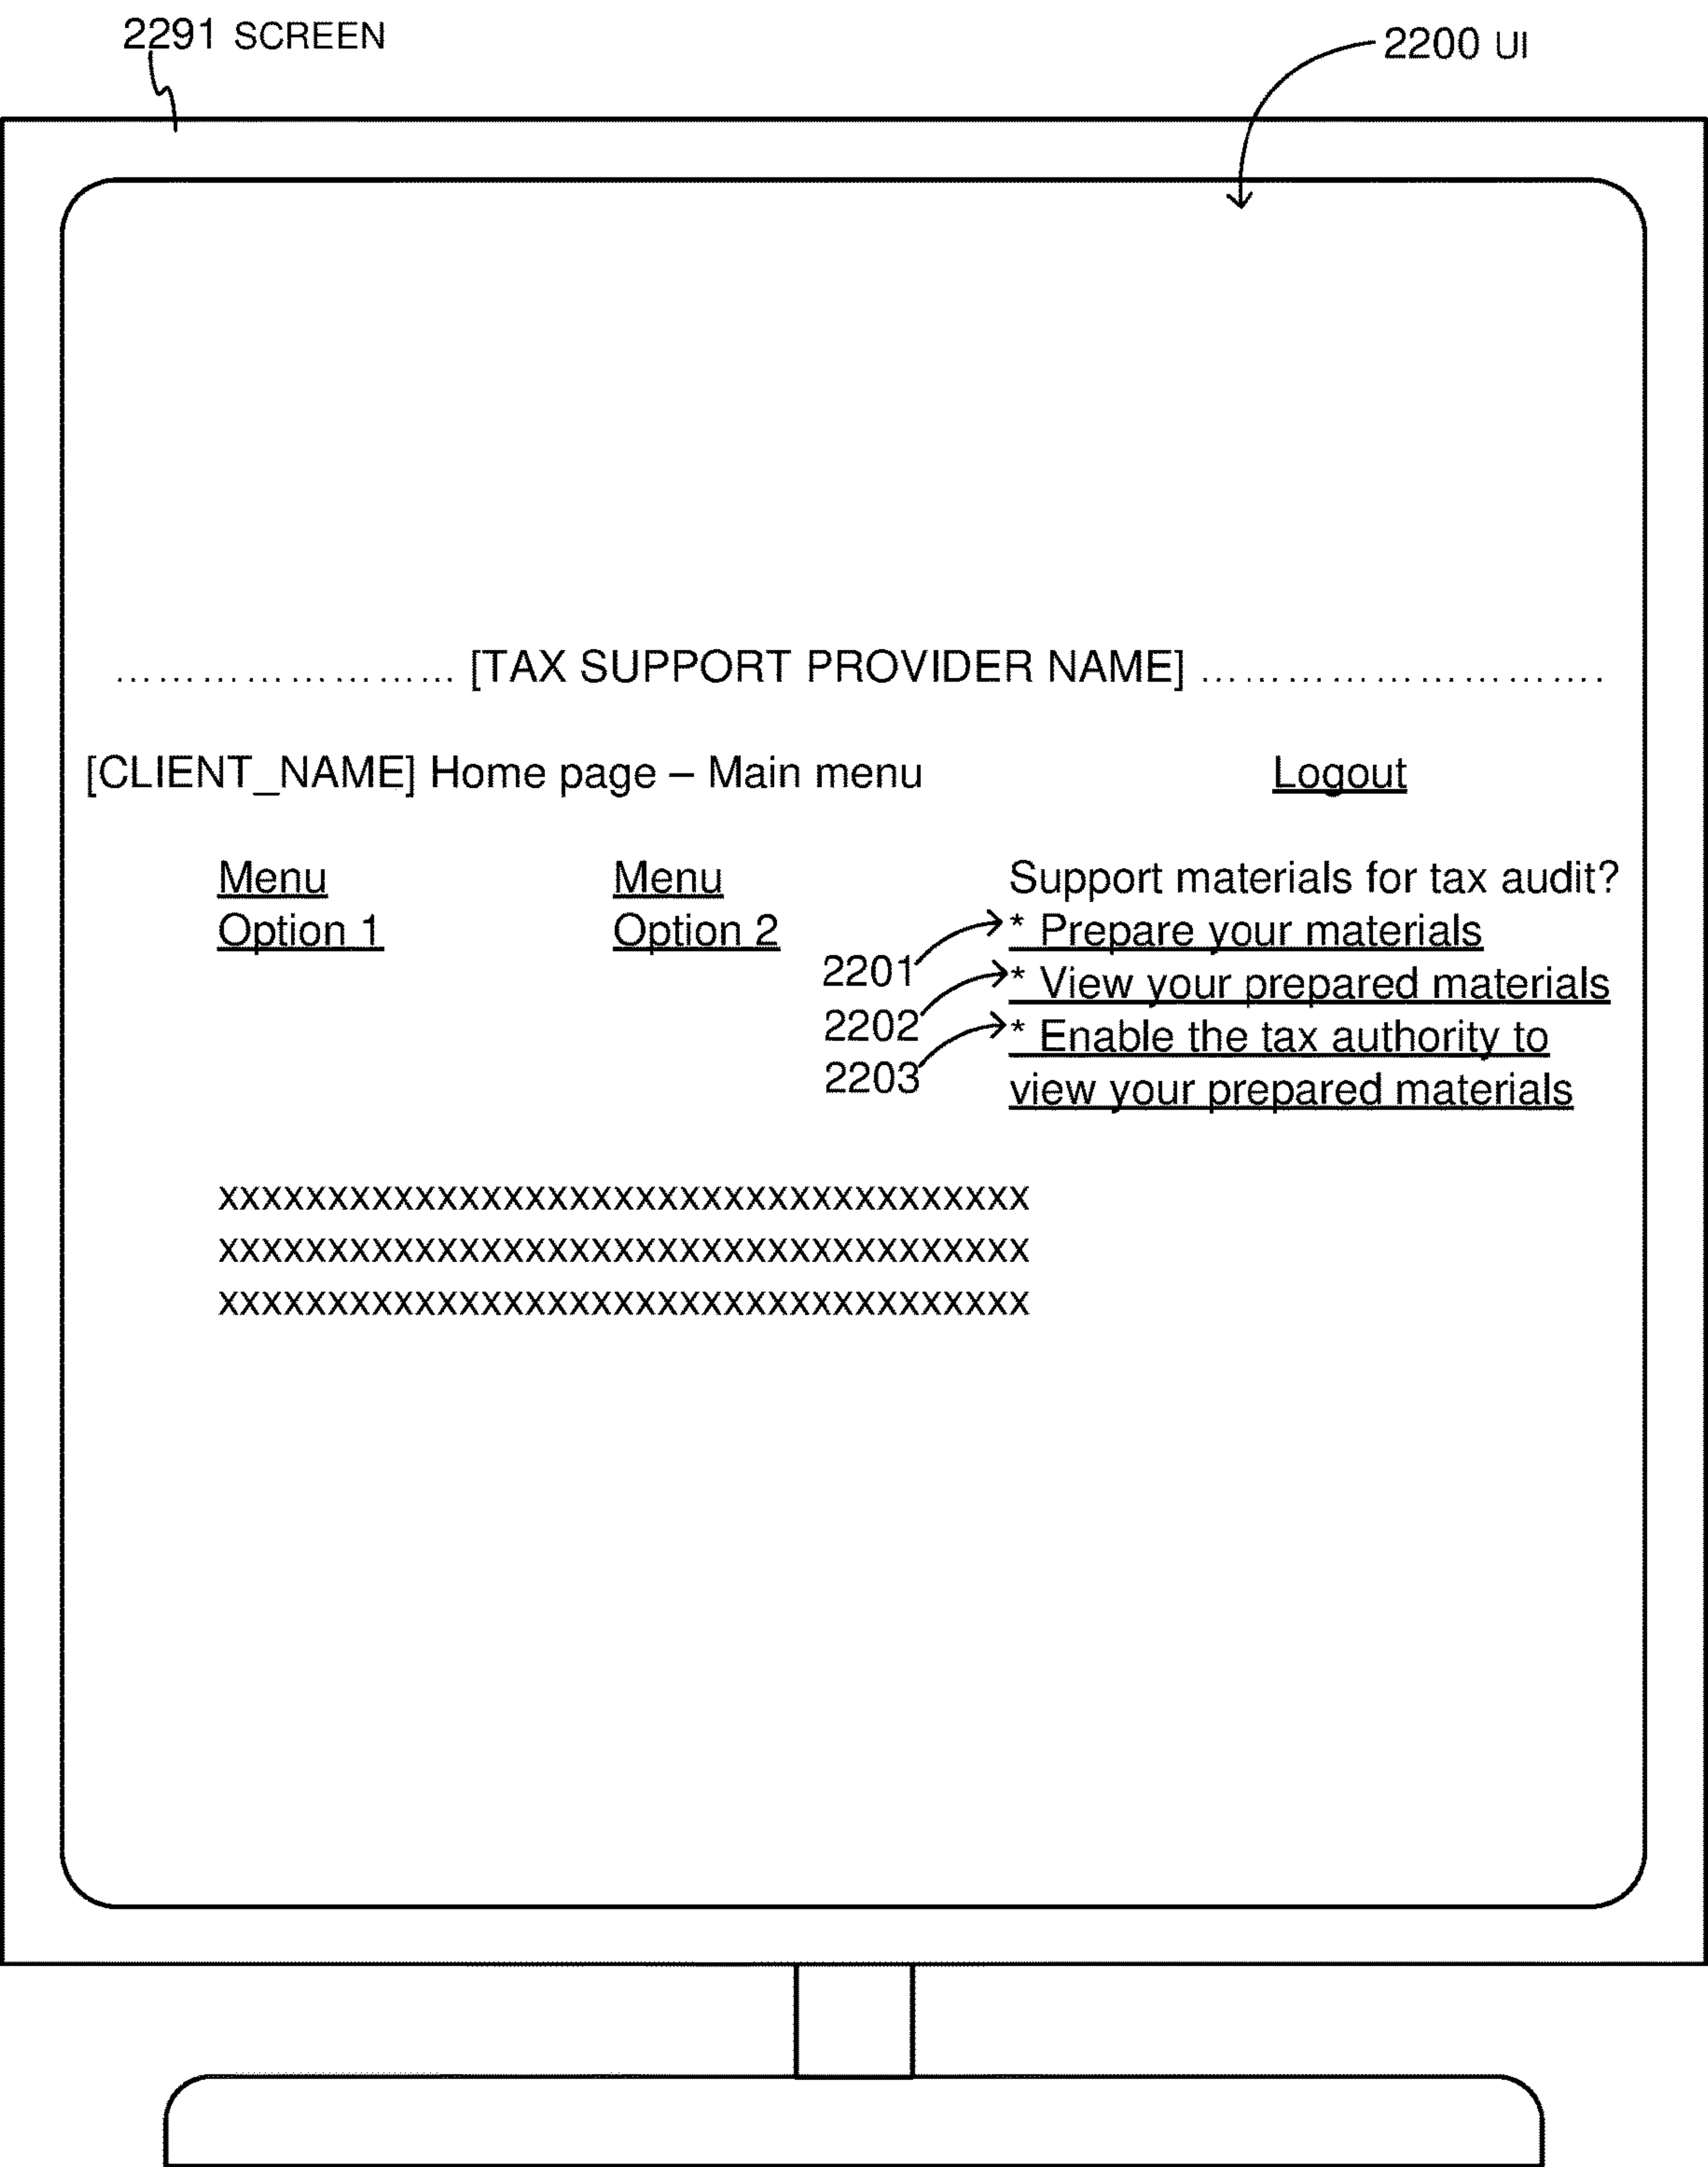 2291 SCREEN
2200 UI
........................ [TAX SUPPORT PROVIDER NAME] ............................
[CLIENT_NAME] Home page – Main menu Logout
Menu Menu Support materials for tax audit?
Option 1 Option 2 * Prepare your materials
2201
* View your prepared materials
2202
* Enable the tax authority to
2203
view your prepared materials
xxxxxxxxxxxxxxxxxxxxxxxxxxxxxxxxxxxxx
xxxxxxxxxxxxxxxxxxxxxxxxxxxxxxxxxxxxx
xxxxxxxxxxxxxxxxxxxxxxxxxxxxxxxxxxxxx